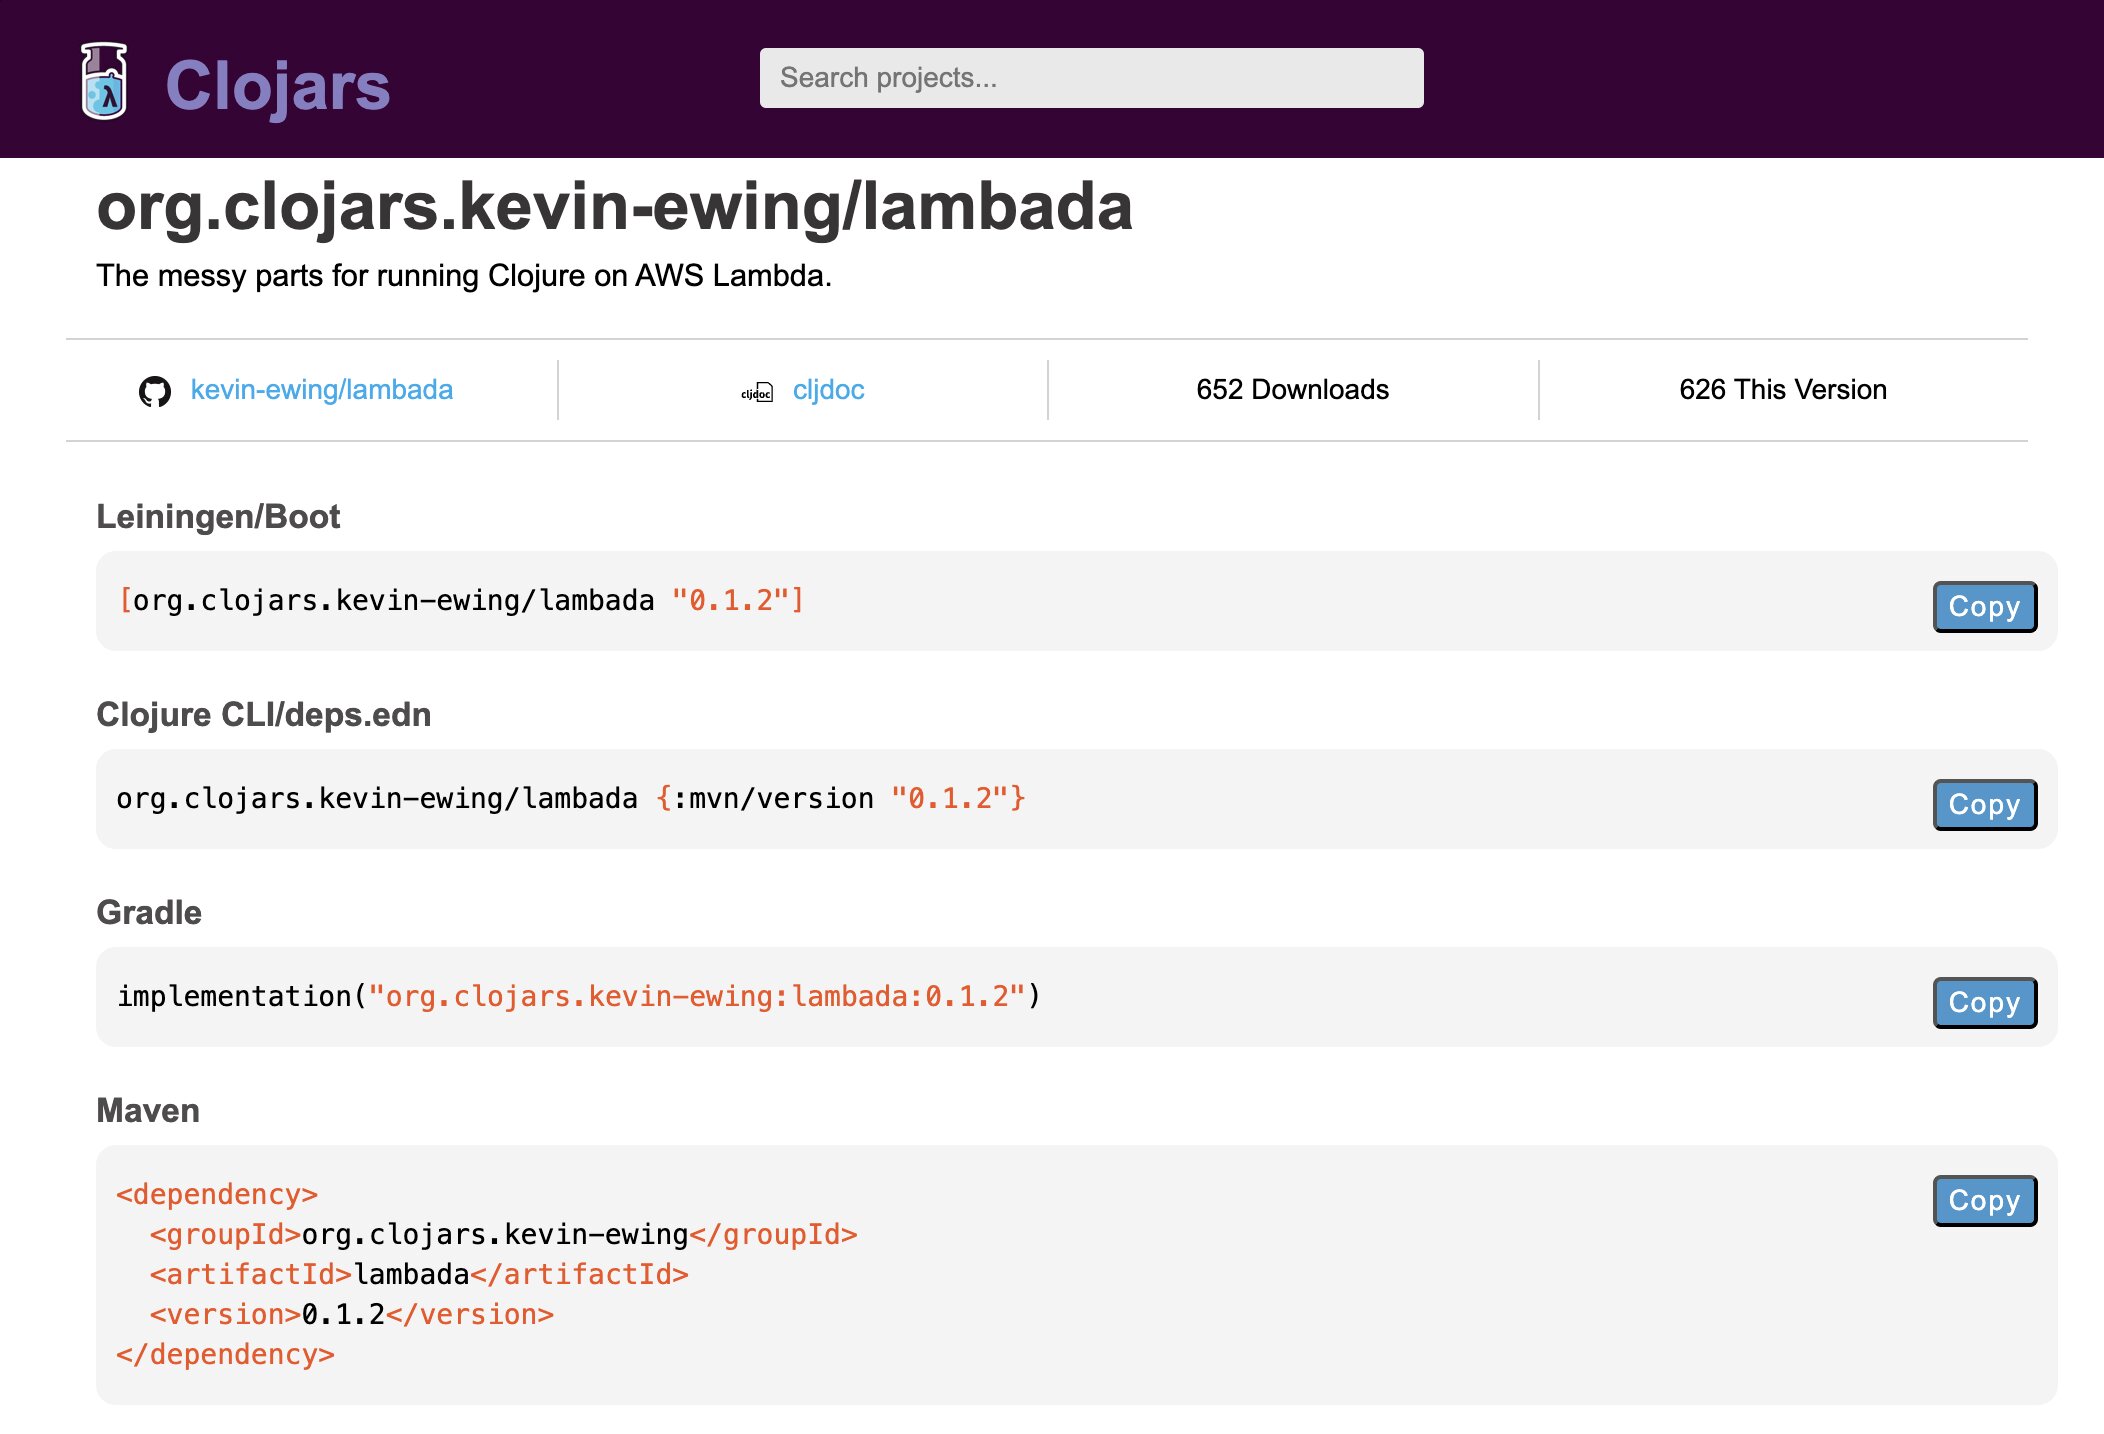 Clojars
Search projects...
org.clojars.kevin-ewing/lambada
The messy parts for running Clojure on AWS Lambda.
kevin-ewing/lambada
cljdoc cljdoc
652 Downloads
626 This Version
Leiningen/Boot
[org.clojars.kevin-ewing/lambada "0.1.2"]
Copy
Clojure CLI/deps.edn
org.clojars.kevin-ewing/lambada {:mvn/version "0.1.2"}
Copy
Gradle
implementation("org.clojars.kevin-ewing:lambada:0.1.2")
Copy
Maven
<dependency>
  <groupId>org.clojars.kevin-ewing</groupId>
  <artifactId>lambada</artifactId>
  <version>0.1.2</version>
</dependency>
Copy